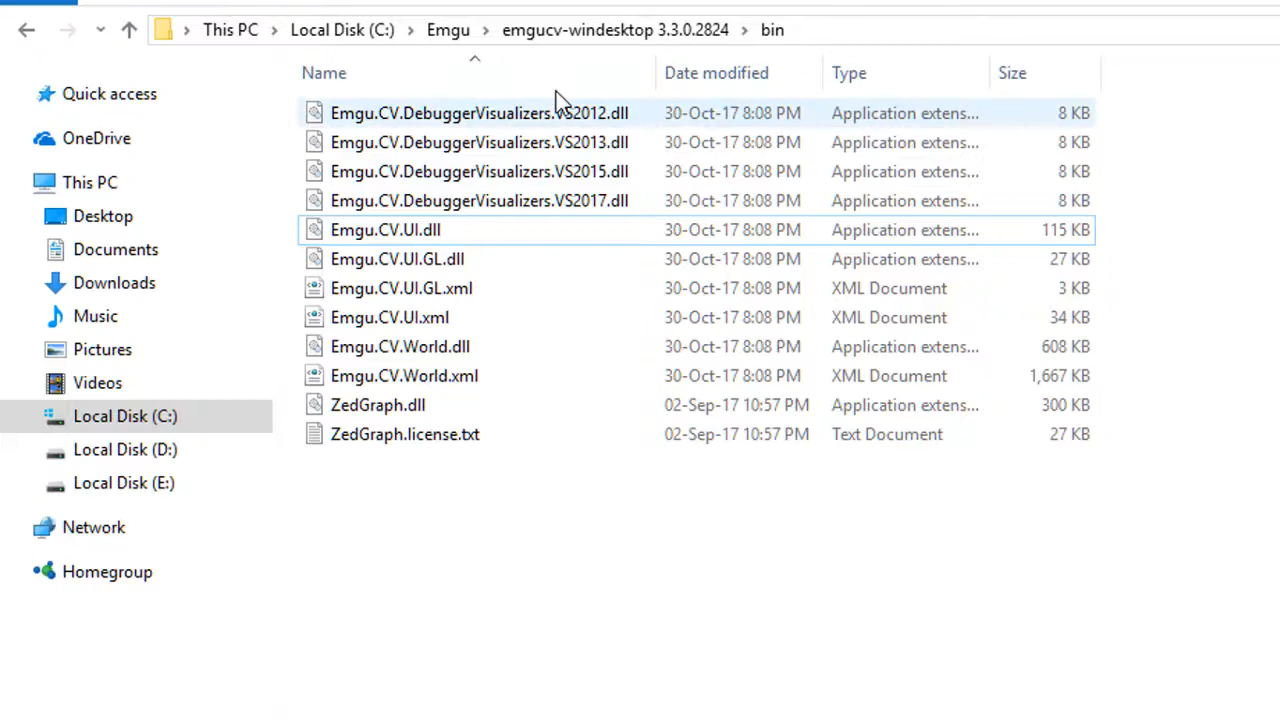 This PC > Local Disk (C:) > Emgu > emgucv-windesktop 3.3.0.2824 > bin
Name Date modified Type Size
Quick access
OneDrive
This PC
Desktop
Documents
Downloads
Music
Pictures
Videos
Local Disk (C:)
Local Disk (D:)
Local Disk (E:)
Network
Homegroup
Emgu.CV.DebuggerVisualizers.VS2012.dll 30-Oct-17 8:08 PM Application extens... 8 KB
Emgu.CV.DebuggerVisualizers.VS2013.dll 30-Oct-17 8:08 PM Application extens... 8 KB
Emgu.CV.DebuggerVisualizers.VS2015.dll 30-Oct-17 8:08 PM Application extens... 8 KB
Emgu.CV.DebuggerVisualizers.VS2017.dll 30-Oct-17 8:08 PM Application extens... 8 KB
Emgu.CV.UI.dll 30-Oct-17 8:08 PM Application extens... 115 KB
Emgu.CV.UI.GL.dll 30-Oct-17 8:08 PM Application extens... 27 KB
Emgu.CV.UI.GL.xml 30-Oct-17 8:08 PM XML Document 3 KB
Emgu.CV.UI.xml 30-Oct-17 8:08 PM XML Document 34 KB
Emgu.CV.World.dll 30-Oct-17 8:08 PM Application extens... 608 KB
Emgu.CV.World.xml 30-Oct-17 8:08 PM XML Document 1,667 KB
ZedGraph.dll 02-Sep-17 10:57 PM Application extens... 300 KB
ZedGraph.license.txt 02-Sep-17 10:57 PM Text Document 27 KB